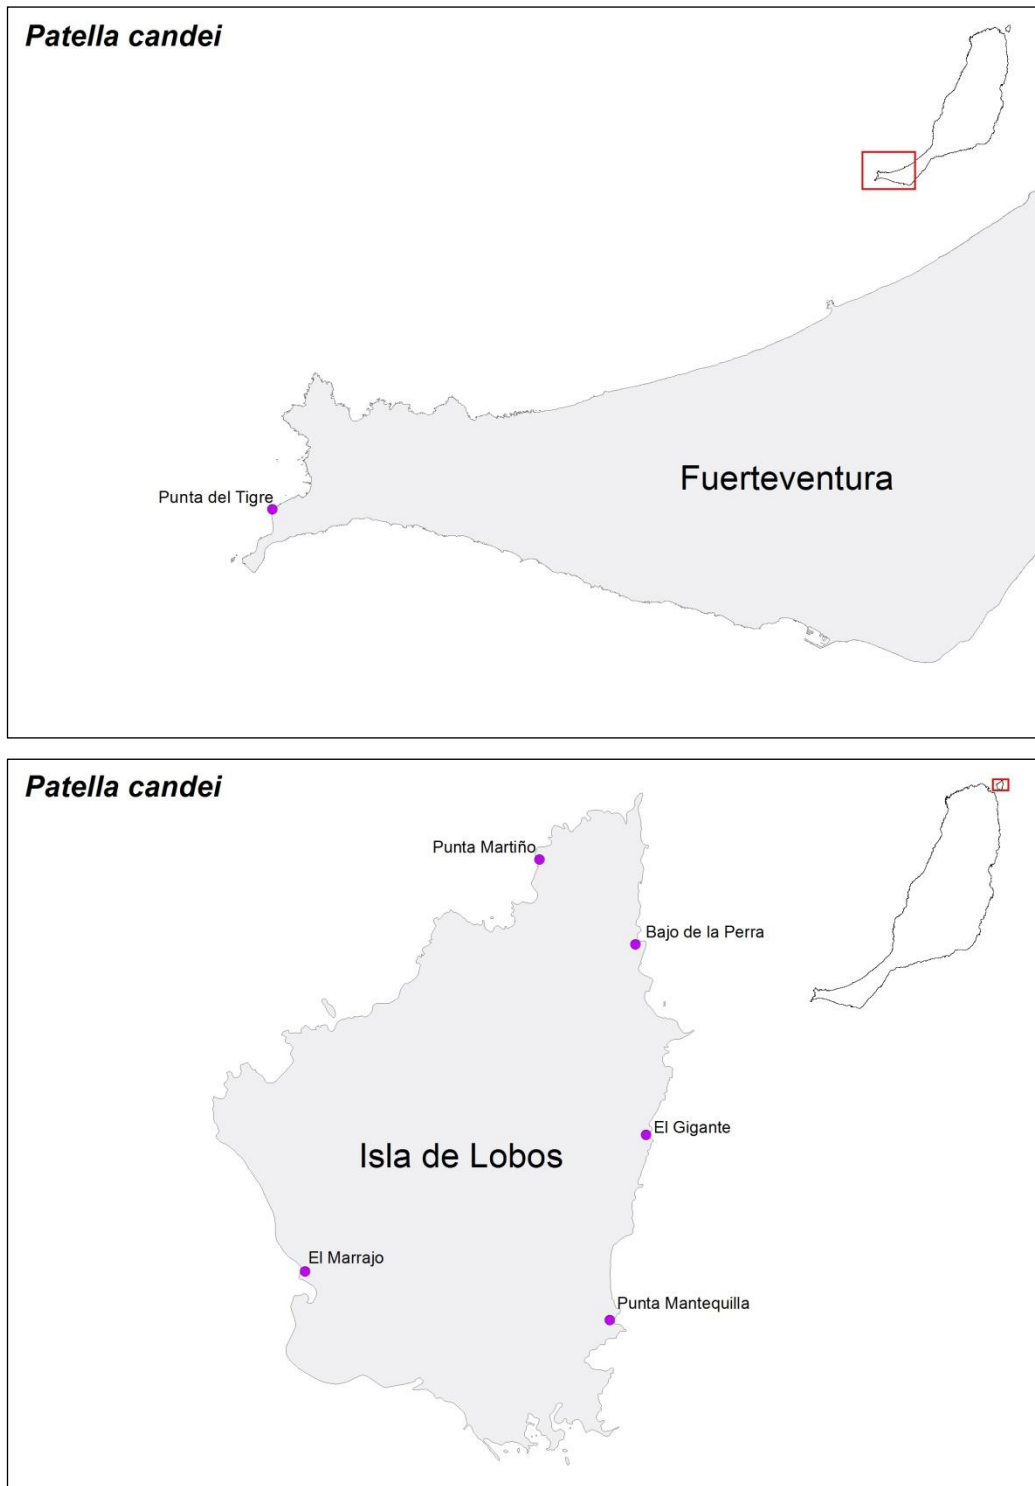 Patella candei
Fuerteventura
Punta del Tigre
Patella candei
Punta Martiño
Bajo de la Perra
El Gigante
Isla de Lobos
El Marrajo
Punta Mantequilla